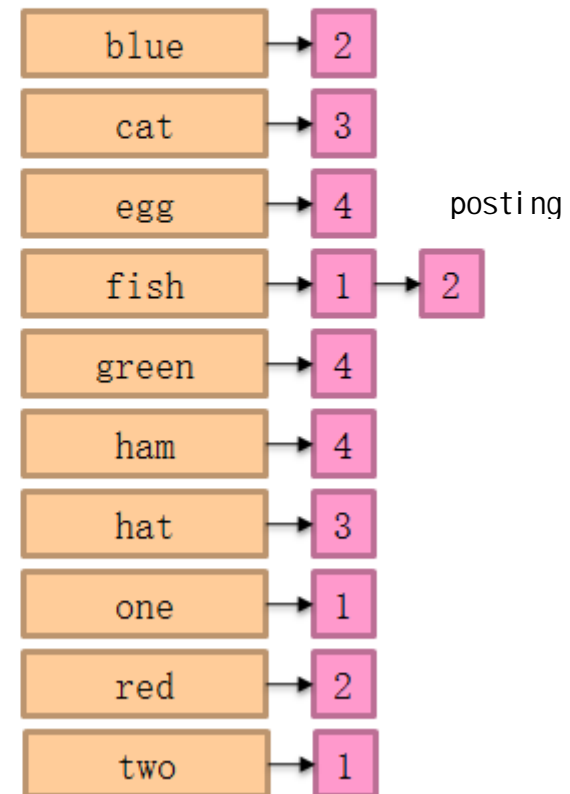 blue 2
cat 3
egg 4 posting
fish 1 2
green 4
ham 4
hat 3
one 1
red 2
two 1